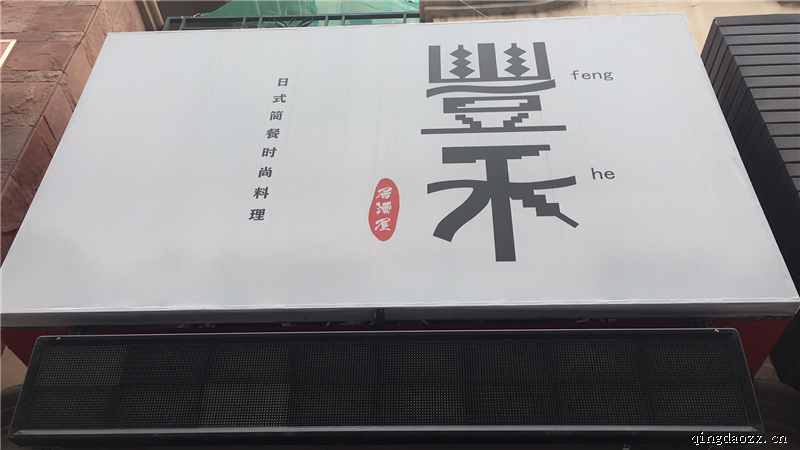 豐禾
feng
he
居酒屋
日式简餐时尚料理
qingdaozz.cn